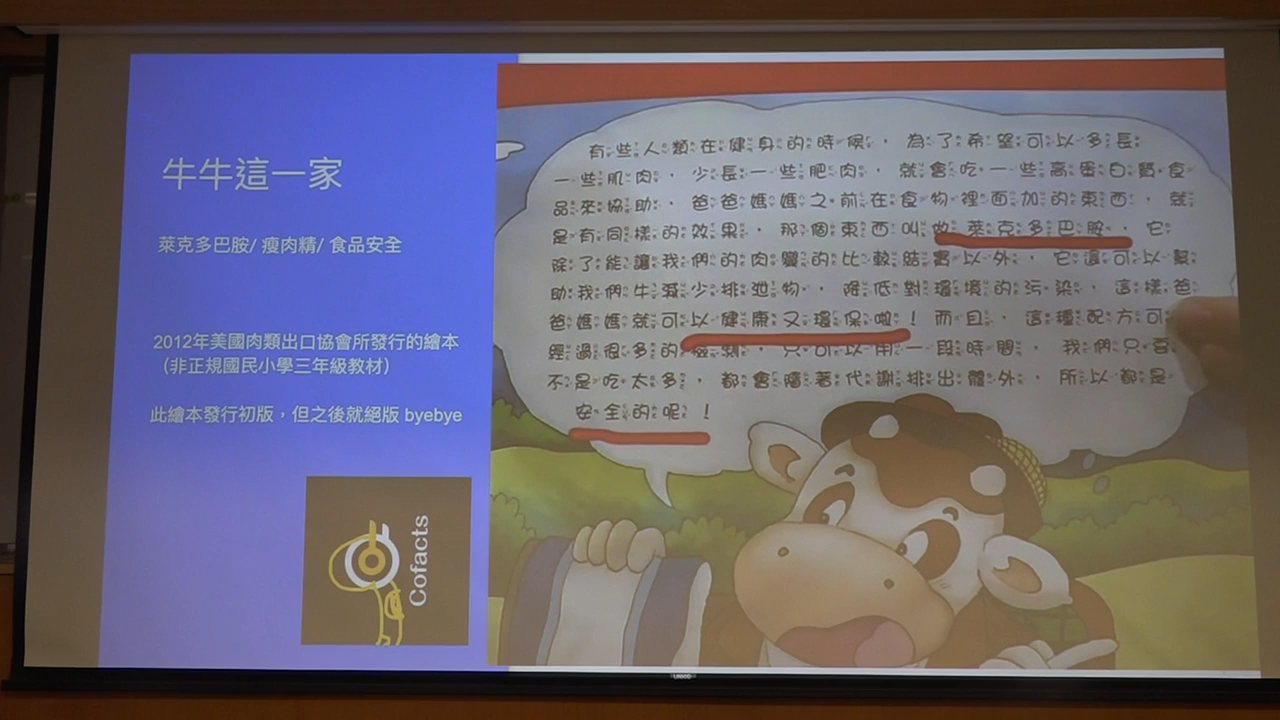 牛牛這一家
萊克多巴胺/ 瘦肉精/ 食品安全
2012年美國肉類出口協會所發行的繪本
(非正規國民小學三年級教材)
此繪本發行初版，但之後就絕版 byebye
Cofacts
有些人類在健身的時候，為了希望可以多長
一些肌肉，少長一些肥肉，就會吃一些高蛋白質食
品來協助，爸爸媽媽之前在食物裡面加的東西，就
是有同樣的效果，那個東西叫做萊克多巴胺，它
除了能讓我們的肉變的比較結實以外，它還可以幫
助我們牛減少排泄物，降低對環境的污染，這樣爸
爸媽媽就可以健康又環保啦！而且，這種配方可
經過很多的，只可以用一段時間，我們只要
不是吃太多，都會隨著代謝排出體外，所以都是
安全的呢！
UNICO